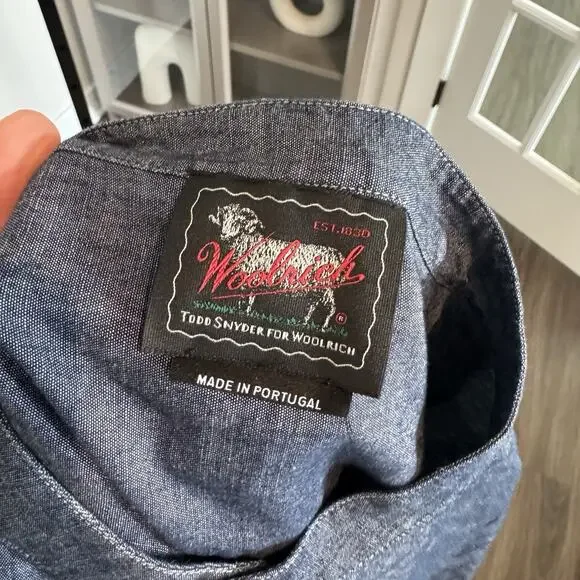 EST.1830
Woolrich
®
TODD SNYDER FOR WOOLRICH
MADE IN PORTUGAL